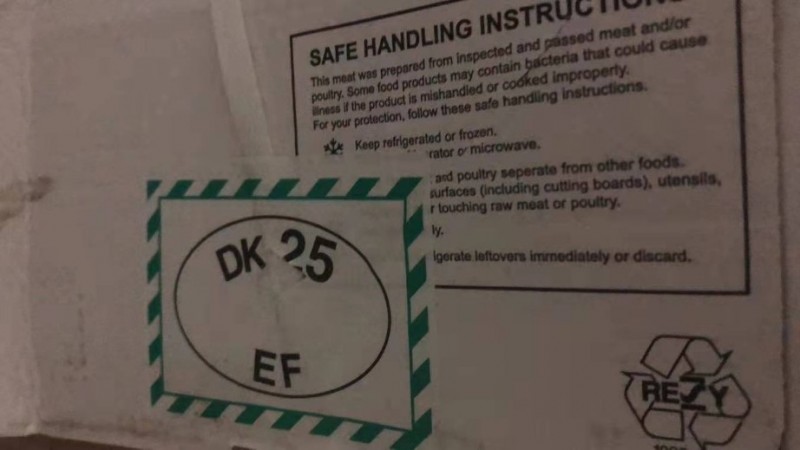 SAFE HANDLING INSTRUCTIONS
This meat was prepared from inspected and passed meat and/or
poultry. Some food products may contain bacteria that could cause
illness if the product is mishandled or cooked improperly.
For your protection, follow these safe handling instructions.
Keep refrigerated or frozen.
rator or microwave.
and poultry seperate from other foods.
surfaces (including cutting boards), utensils,
r touching raw meat or poultry.
ly.
igerate leftovers immediately or discard.
DK 25
EF
RESY